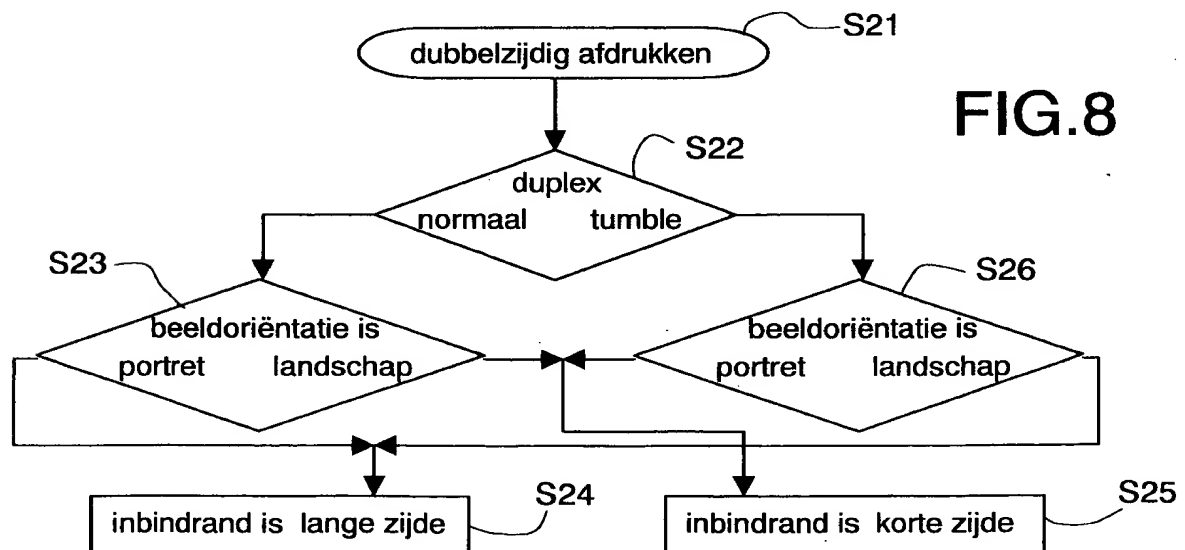 dubbelzijdig afdrukken
S21
FIG.8
S22
duplex
normaal tumble
S23
beeldoriëntatie is
portret landschap
S26
beeldoriëntatie is
portret landschap
S24
inbindrand is lange zijde
S25
inbindrand is korte zijde